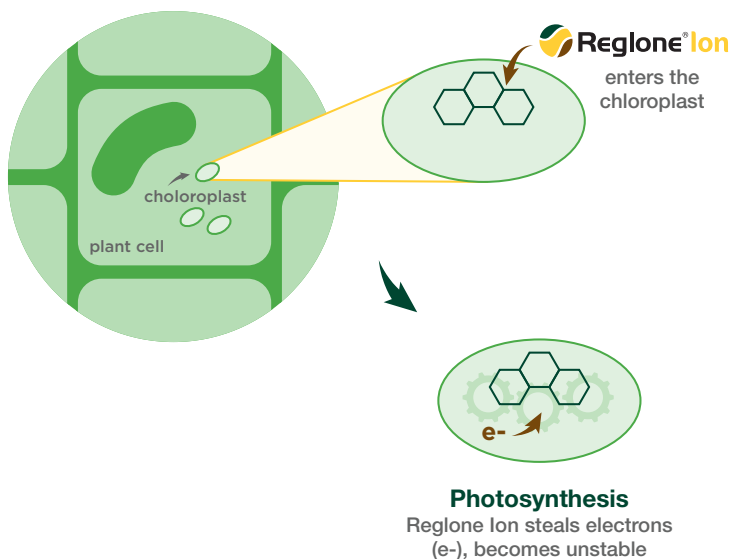 Reglone® Ion
enters the
chloroplast
choloroplast
plant cell
e-
Photosynthesis
Reglone Ion steals electrons
(e-), becomes unstable